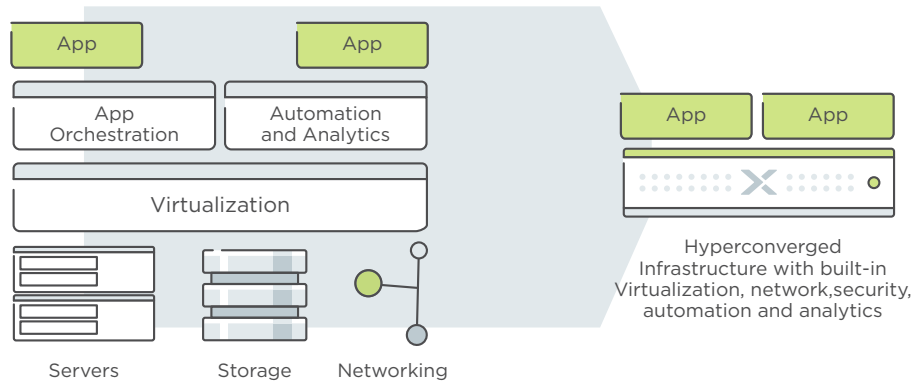 App
App
App
Orchestration
Automation
and Analytics
Virtualization
Servers
Storage
Networking
App
App
Hyperconverged
Infrastructure with built-in
Virtualization, network,security,
automation and analytics